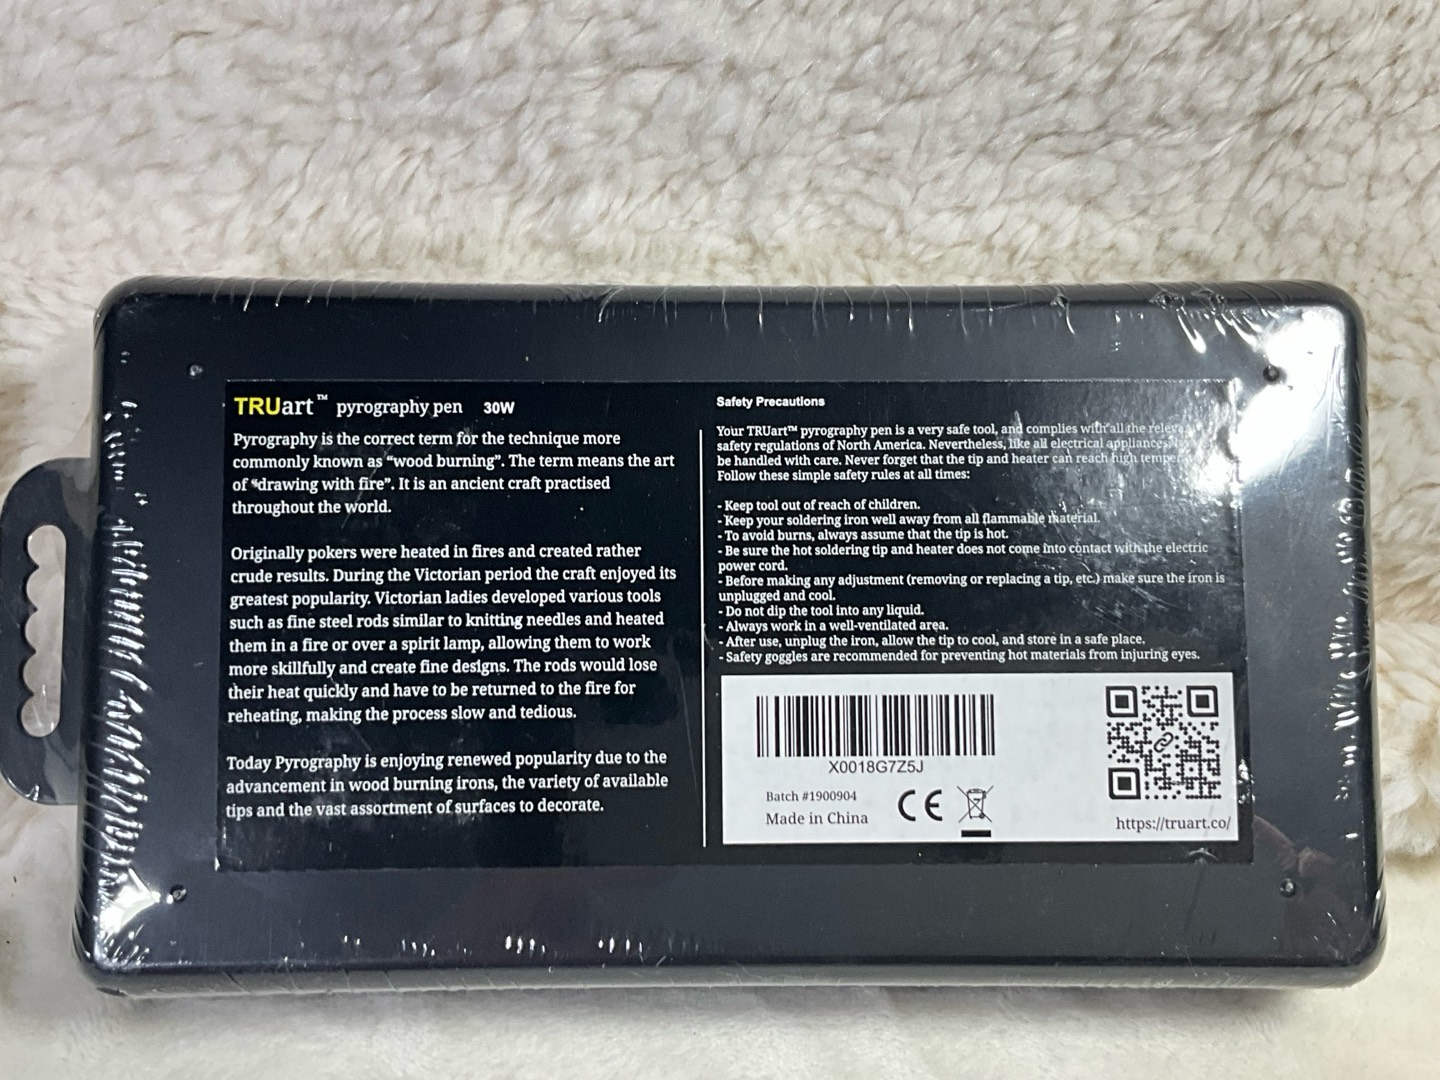 TRUart™ pyrography pen 30W
Pyrography is the correct term for the technique more
commonly known as “wood burning”. The term means the art
of “drawing with fire”. It is an ancient craft practised
throughout the world.
Originally pokers were heated in fires and created rather
crude results. During the Victorian period the craft enjoyed its
greatest popularity. Victorian ladies developed various tools
such as fine steel rods similar to knitting needles and heated
them in a fire or over a spirit lamp, allowing them to work
more skillfully and create fine designs. The rods would lose
their heat quickly and have to be returned to the fire for
reheating, making the process slow and tedious.
Today Pyrography is enjoying renewed popularity due to the
advancement in wood burning irons, the variety of available
tips and the vast assortment of surfaces to decorate.
Safety Precautions
Your TRUart™ pyrography pen is a very safe tool, and complies with all the
safety regulations of North America. Nevertheless, like all electrical appliances,
be handled with care. Never forget that the tip and heater can reach high
Follow these simple safety rules at all times:
- Keep tool out of reach of children.
- Keep your soldering iron well away from all flammable material.
- To avoid burns, always assume that the tip is hot.
- Be sure the hot soldering tip and heater does not come into contact with the electric
power cord.
- Before making any adjustment (removing or replacing a tip, etc.) make sure the iron is
unplugged and cool.
- Do not dip the tool into any liquid.
- Always work in a well-ventilated area.
- After use, unplug the iron, allow the tip to cool, and store in a safe place.
- Safety goggles are recommended for preventing hot materials from injuring eyes.
X0018G7Z5J
Batch #1900904
Made in China
CE
https://truart.co/